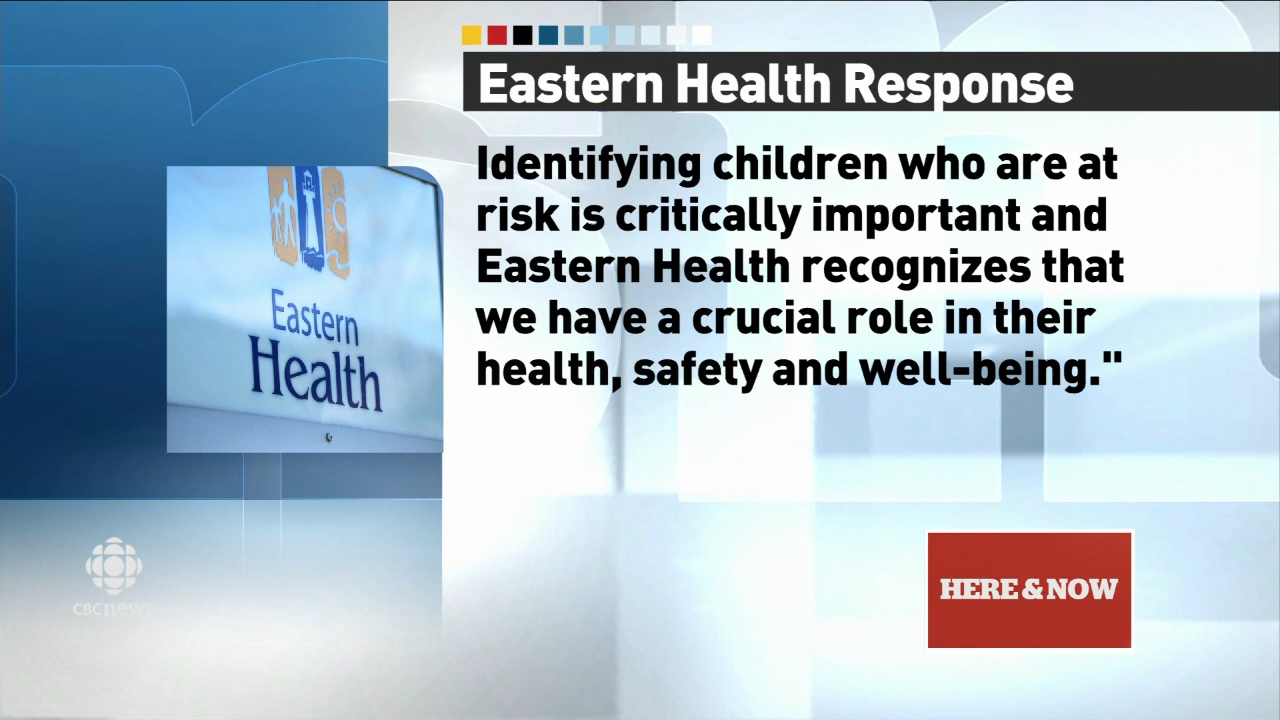 Eastern Health Response
Identifying children who are at
risk is critically important and
Eastern Health recognizes that
we have a crucial role in their
health, safety and well-being."
Eastern
Health
CBC news
HERE & NOW